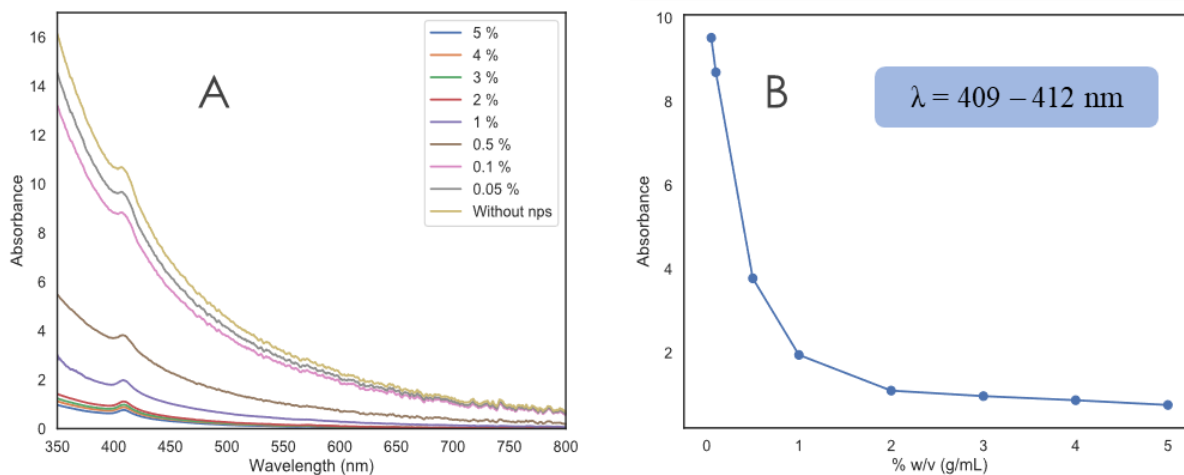 16
14
12
10
8
6
4
2
0
Absorbance
A
5 %
4 %
3 %
2 %
1 %
0.5 %
0.1 %
0.05 %
Without nps
350 400 450 500 550 600 650 700 750 800
Wavelength (nm)
10
8
6
4
2
Absorbance
B
λ = 409 – 412 nm
0 1 2 3 4 5
% w/v (g/mL)